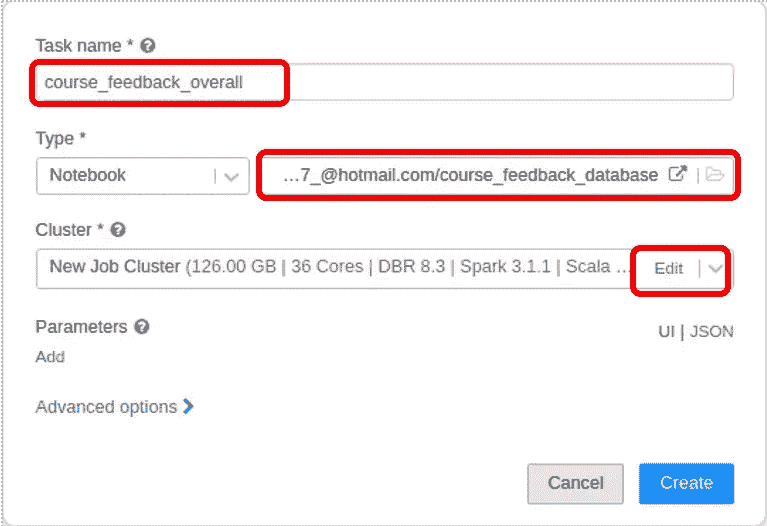 Task name *
course_feedback_overall
Type *
Notebook
...7_@hotmail.com/course_feedback_database
Cluster *
New Job Cluster (126.00 GB | 36 Cores | DBR 8.3 | Spark 3.1.1 | Scala ... Edit
Parameters
UI | JSON
Add
Advanced options
Cancel
Create